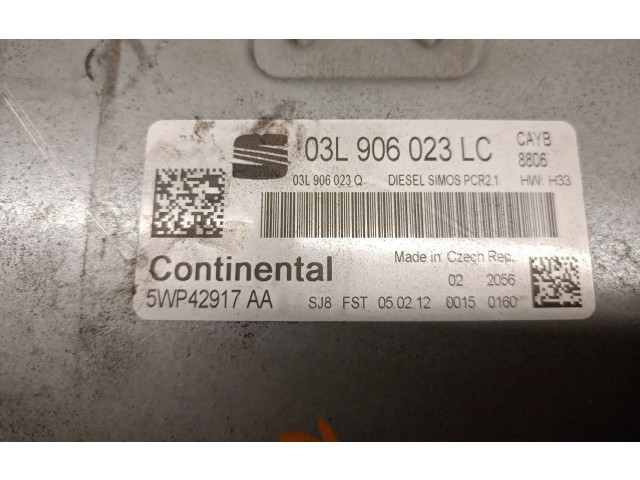 03L 906 023 LC CAYB
8806
03L 906 023 Q DIESEL SIMOS PCR2.1 HW: H33
Continental Made in Czech Rep.
02 2056
5WP42917 AA SJ8 FST 05.02.12 0015 0160